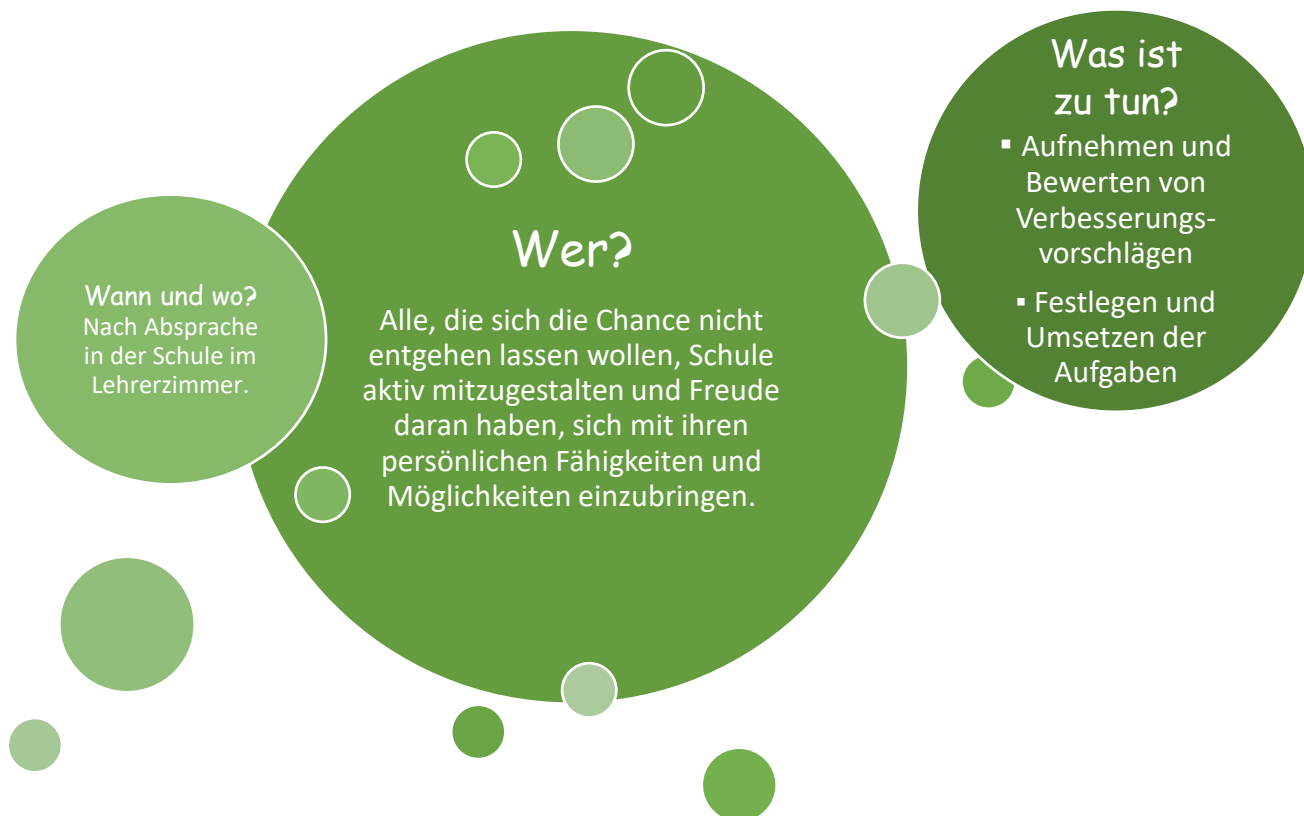 Wann und wo?
Nach Absprache
in der Schule im
Lehrerzimmer.
Wer?
Alle, die sich die Chance nicht
entgehen lassen wollen, Schule
aktiv mitzugestalten und Freude
daran haben, sich mit ihren
persönlichen Fähigkeiten und
Möglichkeiten einzubringen.
Was ist
zu tun?
▪ Aufnehmen und
Bewerten von
Verbesserungs-
vorschlägen
▪ Festlegen und
Umsetzen der
Aufgaben